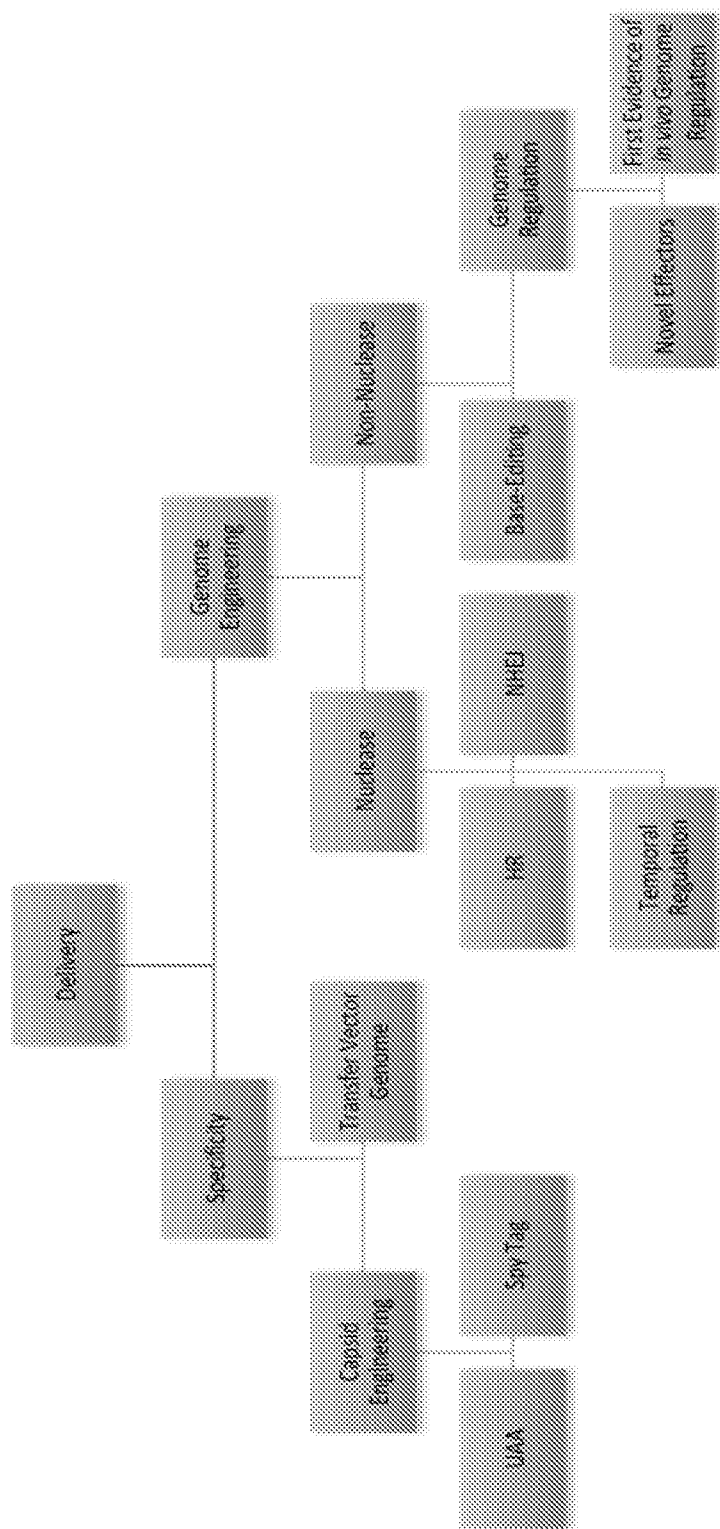 Delivery
Specificity
Genome
Engineering
Capsid
Engineering
Transfer Vector
Genome
Nuclease
Non-Nuclease
UAA
Spy Tag
HR
NHEJ
Base-Editing
Genome
Regulation
Temporal
Regulation
Novel Effectors
First Evidence of
in vivo Genome
Regulation